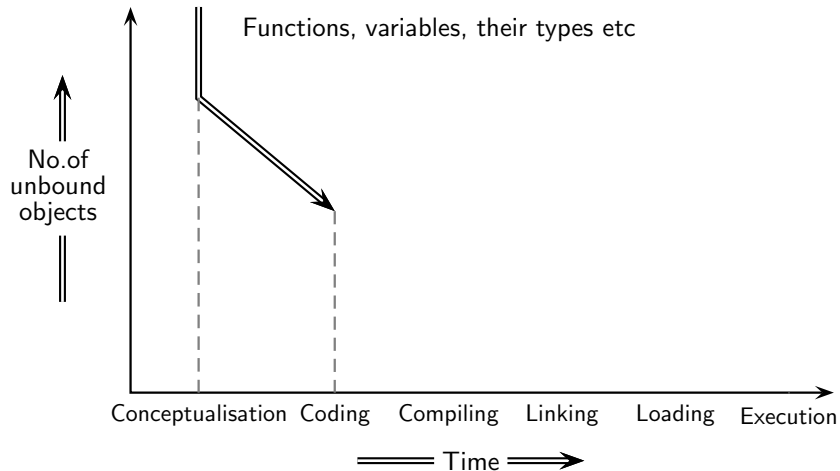 Functions, variables, their types etc
No.of
unbound
objects
Conceptualisation Coding Compiling Linking Loading Execution
Time